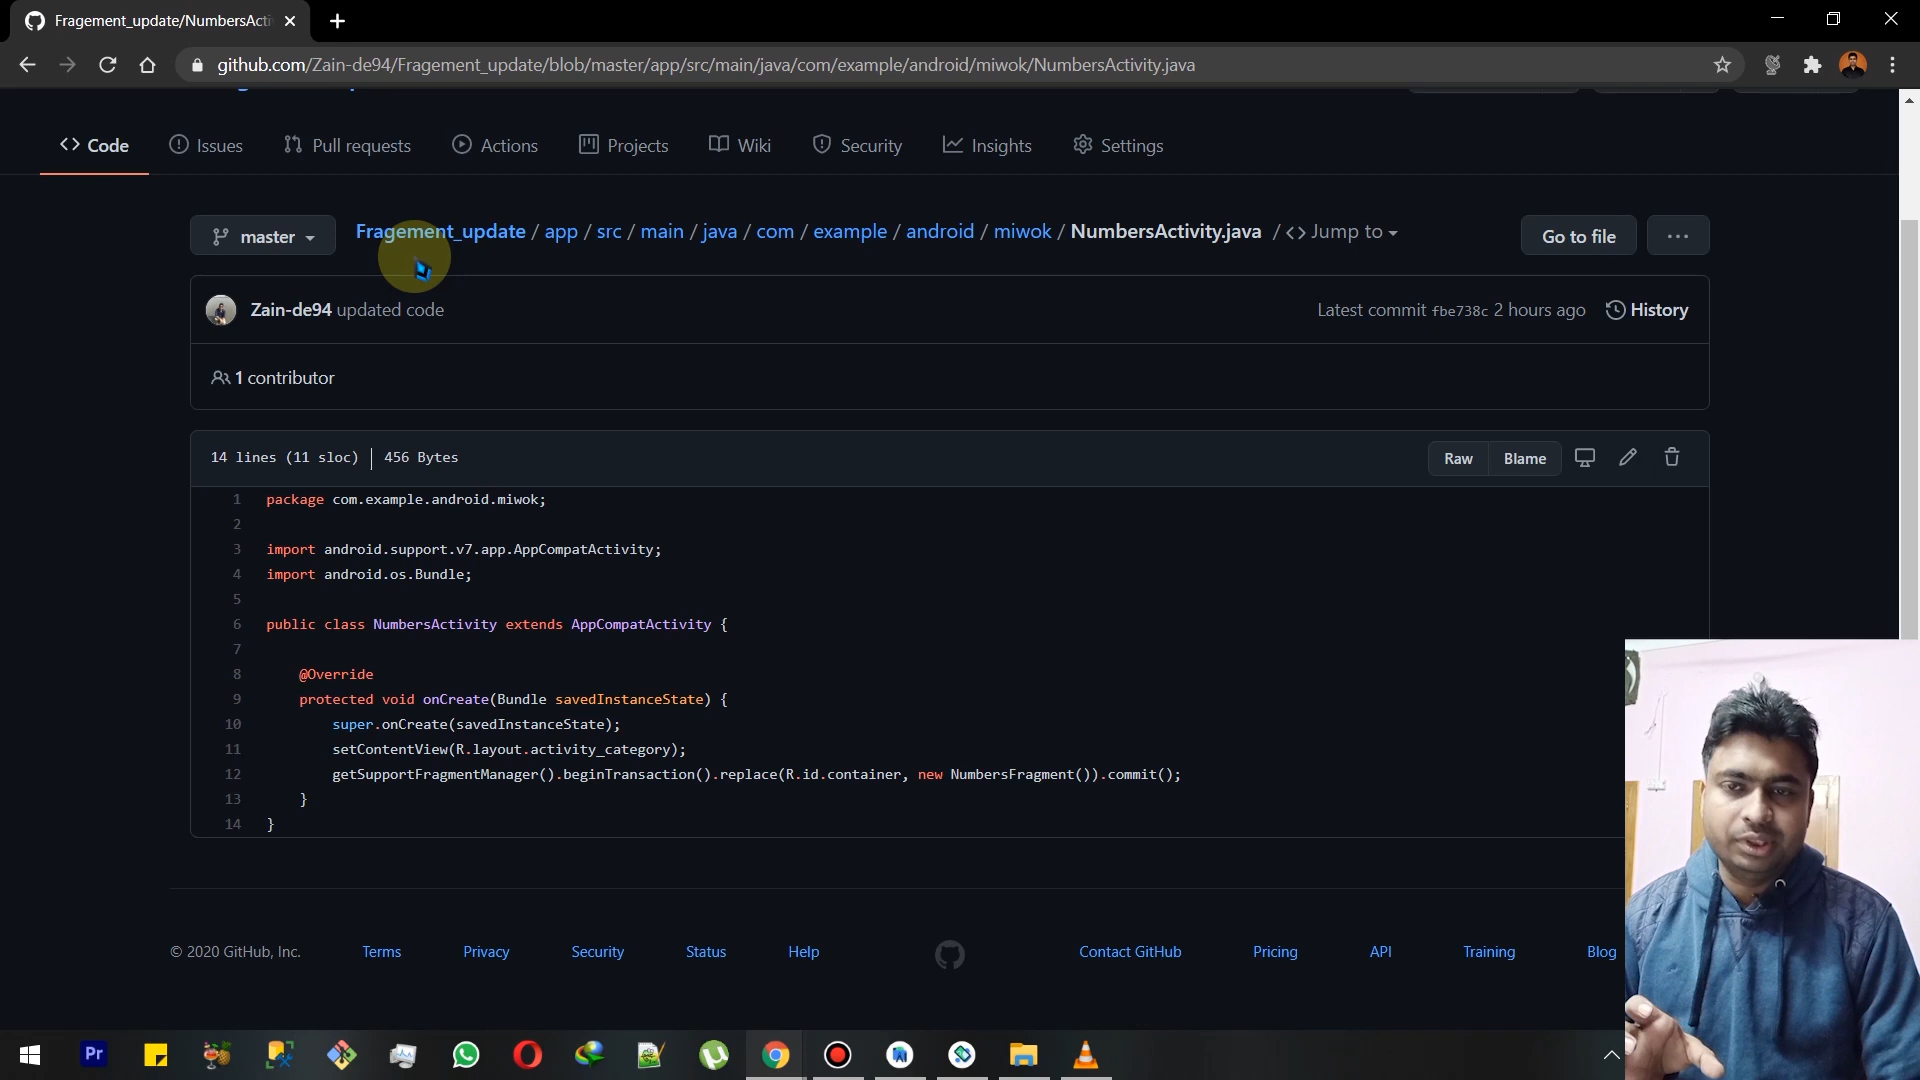 Fragement_update/NumbersActi
github.com/Zain-de94/Fragement_update/blob/master/app/src/main/java/com/example/android/miwok/NumbersActivity.java
Code
Issues
Pull requests
Actions
Projects
Wiki
Security
Insights
Settings
master
Fragement_update / app / src / main / java / com / example / android / miwok / NumbersActivity.java / <> Jump to
Go to file
...
Zain-de94 updated code
Latest commit fbe738c 2 hours ago
History
1 contributor
14 lines (11 sloc) | 456 Bytes
Raw
Blame
1 package com.example.android.miwok;
2
3 import android.support.v7.app.AppCompatActivity;
4 import android.os.Bundle;
5
6 public class NumbersActivity extends AppCompatActivity {
7
8 @Override
9 protected void onCreate(Bundle savedInstanceState) {
10 super.onCreate(savedInstanceState);
11 setContentView(R.layout.activity_category);
12 getSupportFragmentManager().beginTransaction().replace(R.id.container, new NumbersFragment()).commit();
13 }
14 }
© 2020 GitHub, Inc.
Terms
Privacy
Security
Status
Help
Contact GitHub
Pricing
API
Training
Blog
Pr